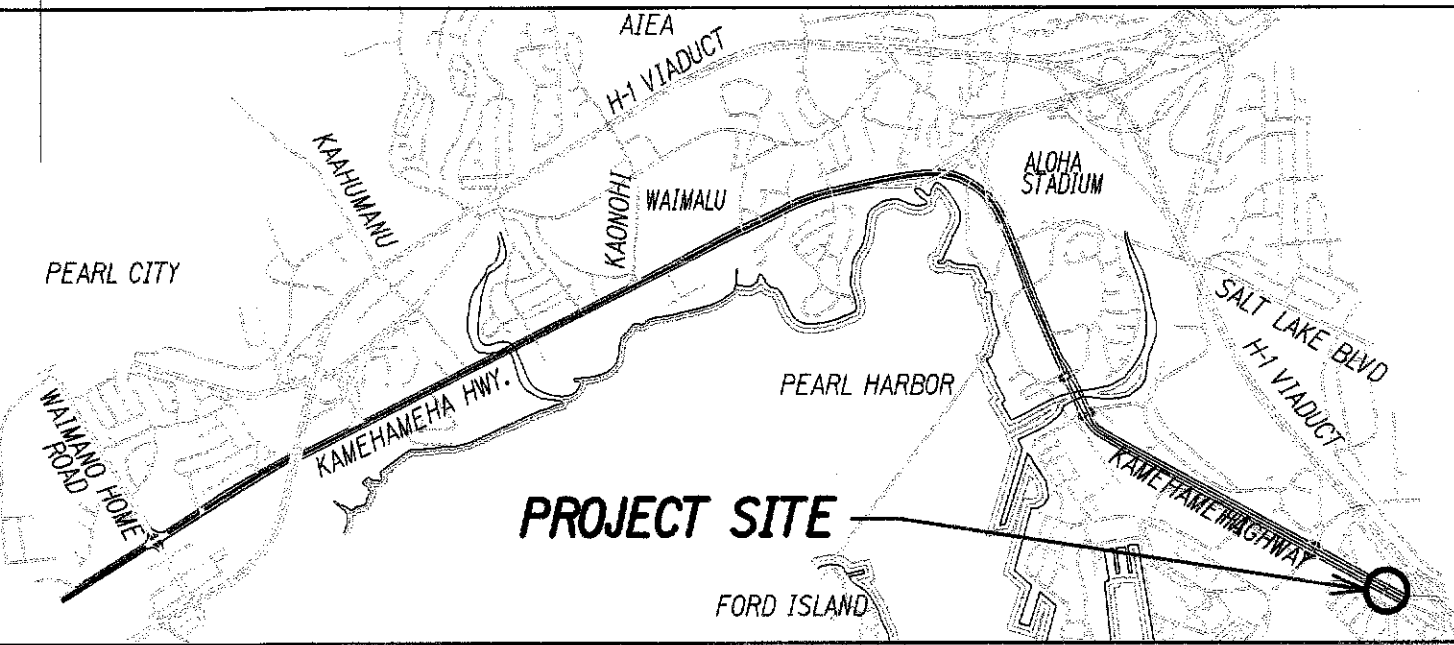 AIEA
H-1 VIADUCT
KAAHUMANU
KAONOHI
WAIMALU
ALOHA
STADIUM
PEARL CITY
SALT LAKE BLVD
H-1 VIADUCT
PEARL HARBOR
KAMEHAMEHA HWY.
WAIMANO HOME
ROAD
PROJECT SITE
HIGHWAY
FORD ISLAND